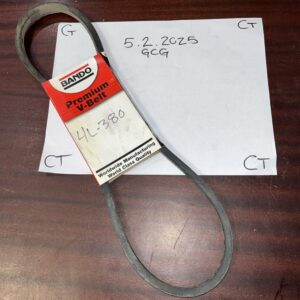 G
CT
5.2.2025
GCG
BANDO
Premium
V-Belt
4L-380
Worldwide Manufacturing
World Class Quality
CT
CT